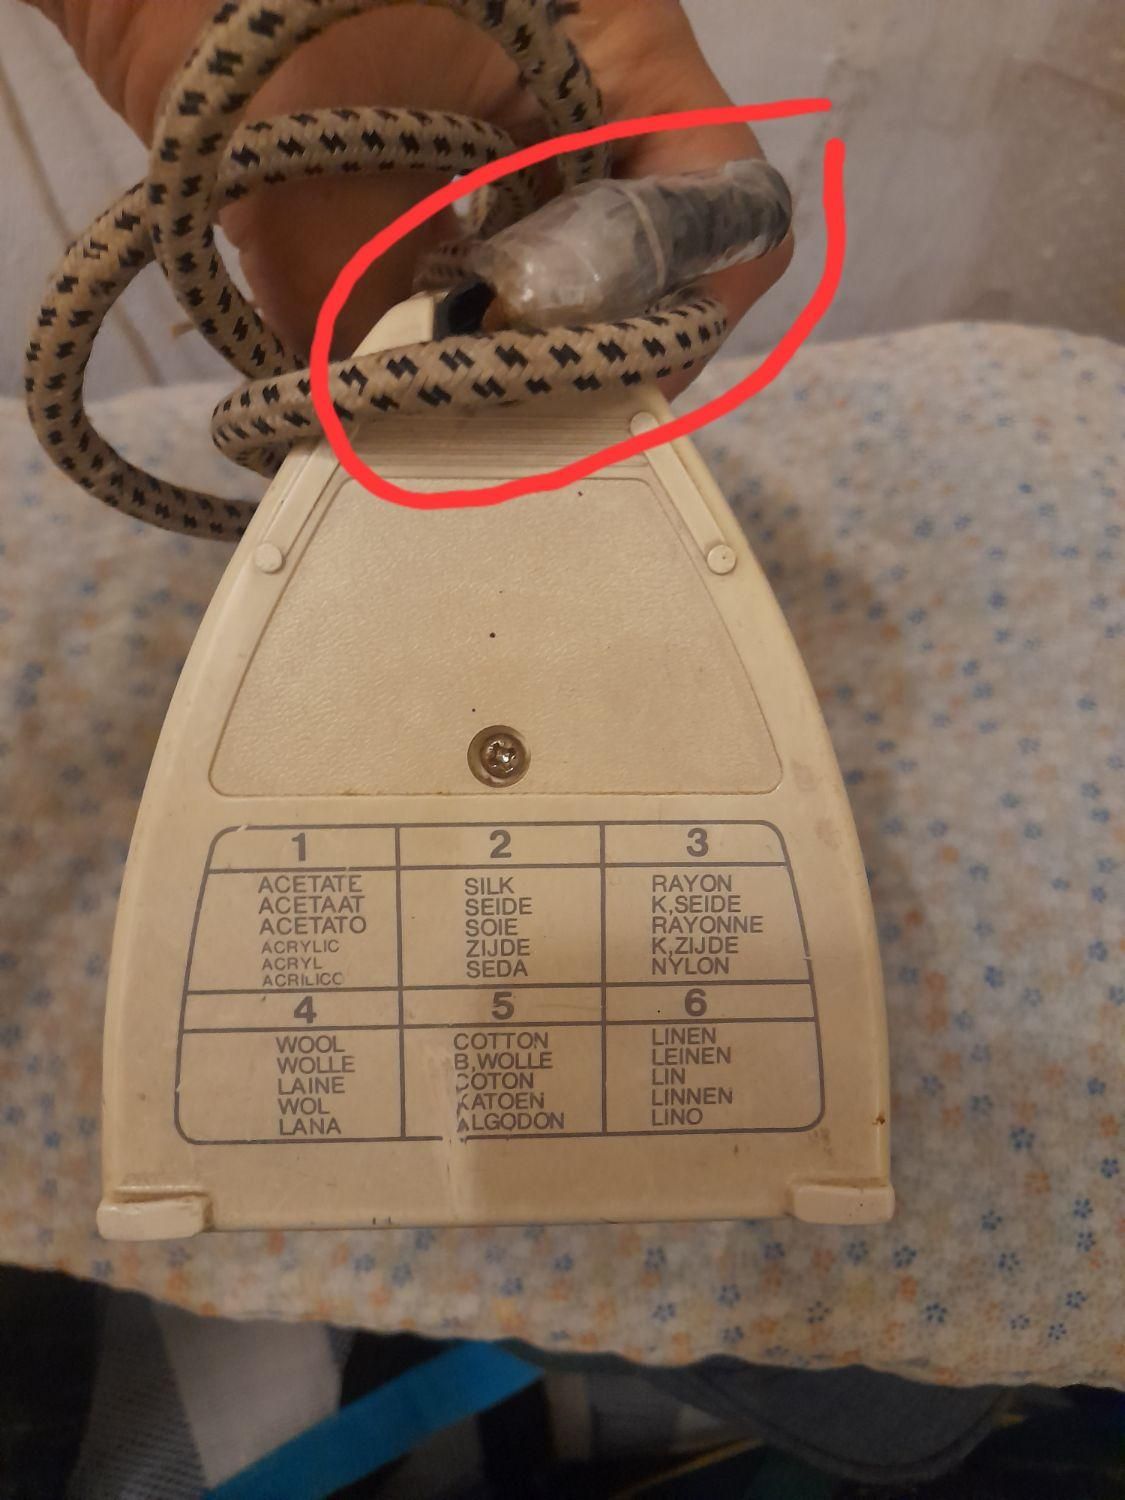 1
ACETATE
ACETAAT
ACETATO
ACRYLIC
ACRYL
ACRILICO
2
SILK
SEIDE
SOIE
ZIJDE
SEDA
3
RAYON
K,SEIDE
RAYONNE
K,ZIJDE
NYLON
4
WOOL
WOLLE
LAINE
WOL
LANA
5
COTTON
B,WOLLE
COTON
KATOEN
ALGODON
6
LINEN
LEINEN
LIN
LINNEN
LINO